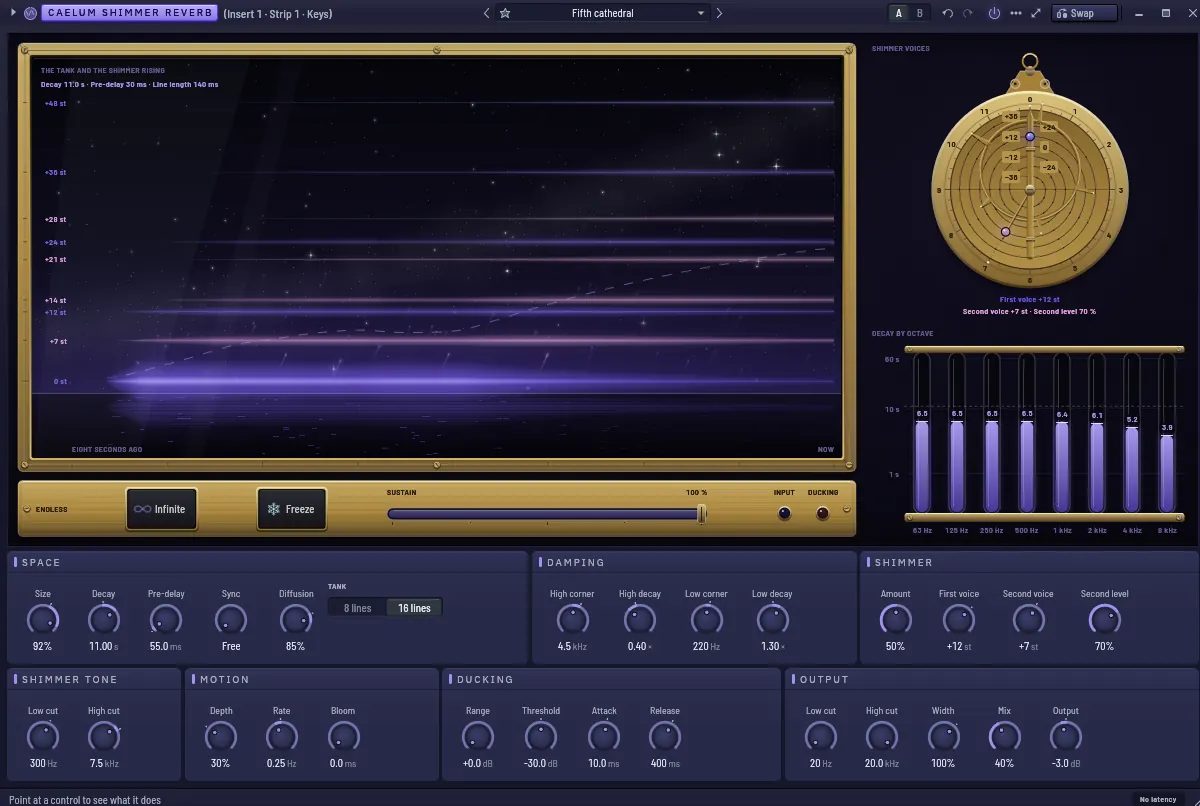 CAELUM SHIMMER REVERB (Insert 1 · Strip 1 · Keys) Fifth cathedral A B Swap
THE TANK AND THE SHIMMER RISING
Decay 11.0 s · Pre-delay 30 ms · Line length 140 ms
+48 st
+36 st
+28 st
+24 st
+21 st
+14 st
+12 st
+7 st
0 st
EIGHT SECONDS AGO NOW
ENDLESS Infinite Freeze
SUSTAIN 100 %
INPUT DUCKING
SHIMMER VOICES
0
11 1
10 2
9 3
8 4
7 5
6
+36
+24
+12
0
−12
−24
−36
First voice +12 st
Second voice +7 st · Second level 70 %
DECAY BY OCTAVE
60 s
10 s
1 s
6.5 6.5 6.5 6.5 6.4 6.1 5.2 3.9
63 Hz 125 Hz 250 Hz 500 Hz 1 kHz 2 kHz 4 kHz 8 kHz
SPACE
Size Decay Pre-delay Sync Diffusion
92% 11.00 s 55.0 ms Free 85%
TANK
8 lines 16 lines
DAMPING
High corner High decay Low corner Low decay
4.5 kHz 0.40 × 220 Hz 1.30 ×
SHIMMER
Amount First voice Second voice Second level
50% +12 st +7 st 70%
SHIMMER TONE
Low cut High cut
300 Hz 7.5 kHz
MOTION
Depth Rate Bloom
30% 0.25 Hz 0.0 ms
DUCKING
Range Threshold Attack Release
+0.0 dB -30.0 dB 10.0 ms 400 ms
OUTPUT
Low cut High cut Width Mix Output
20 Hz 20.0 kHz 100% 40% -3.0 dB
Point at a control to see what it does No latency